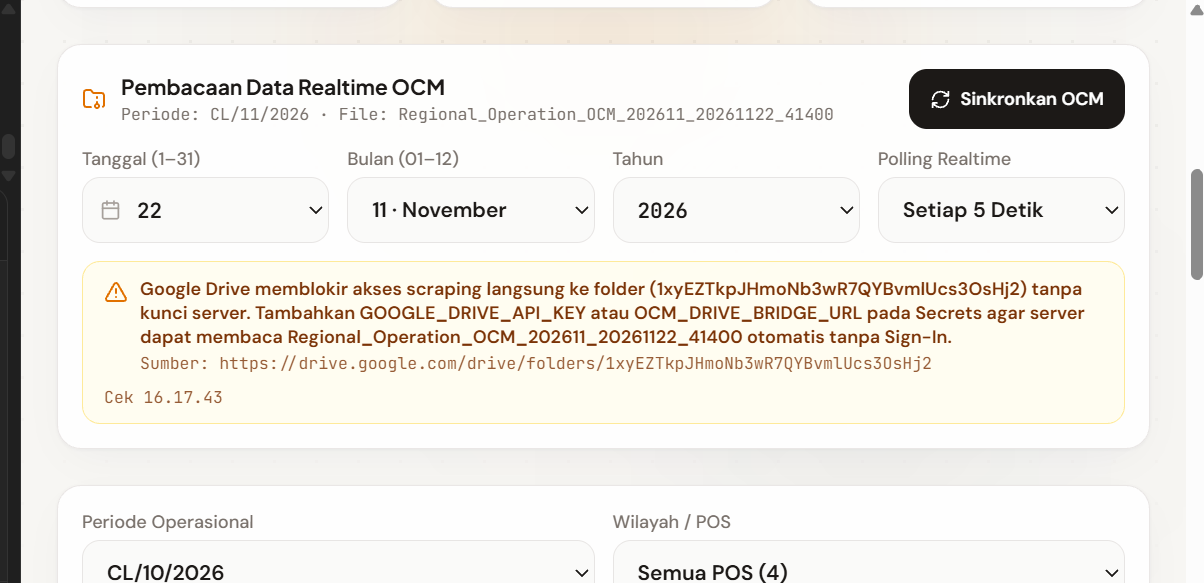 Pembacaan Data Realtime OCM
Periode: CL/11/2026 · File: Regional_Operation_OCM_202611_20261122_41400
Sinkronkan OCM
Tanggal (1–31)
Bulan (01–12)
Tahun
Polling Realtime
22
11 · November
2026
Setiap 5 Detik
Google Drive memblokir akses scraping langsung ke folder (1xyEZTkpJHmoNb3wR7QYBvmlUcs3OsHj2) tanpa
kunci server. Tambahkan GOOGLE_DRIVE_API_KEY atau OCM_DRIVE_BRIDGE_URL pada Secrets agar server
dapat membaca Regional_Operation_OCM_202611_20261122_41400 otomatis tanpa Sign-In.
Sumber: https://drive.google.com/drive/folders/1xyEZTkpJHmoNb3wR7QYBvmlUcs3OsHj2
Cek 16.17.43
Periode Operasional
Wilayah / POS
CL/10/2026
Semua POS (4)